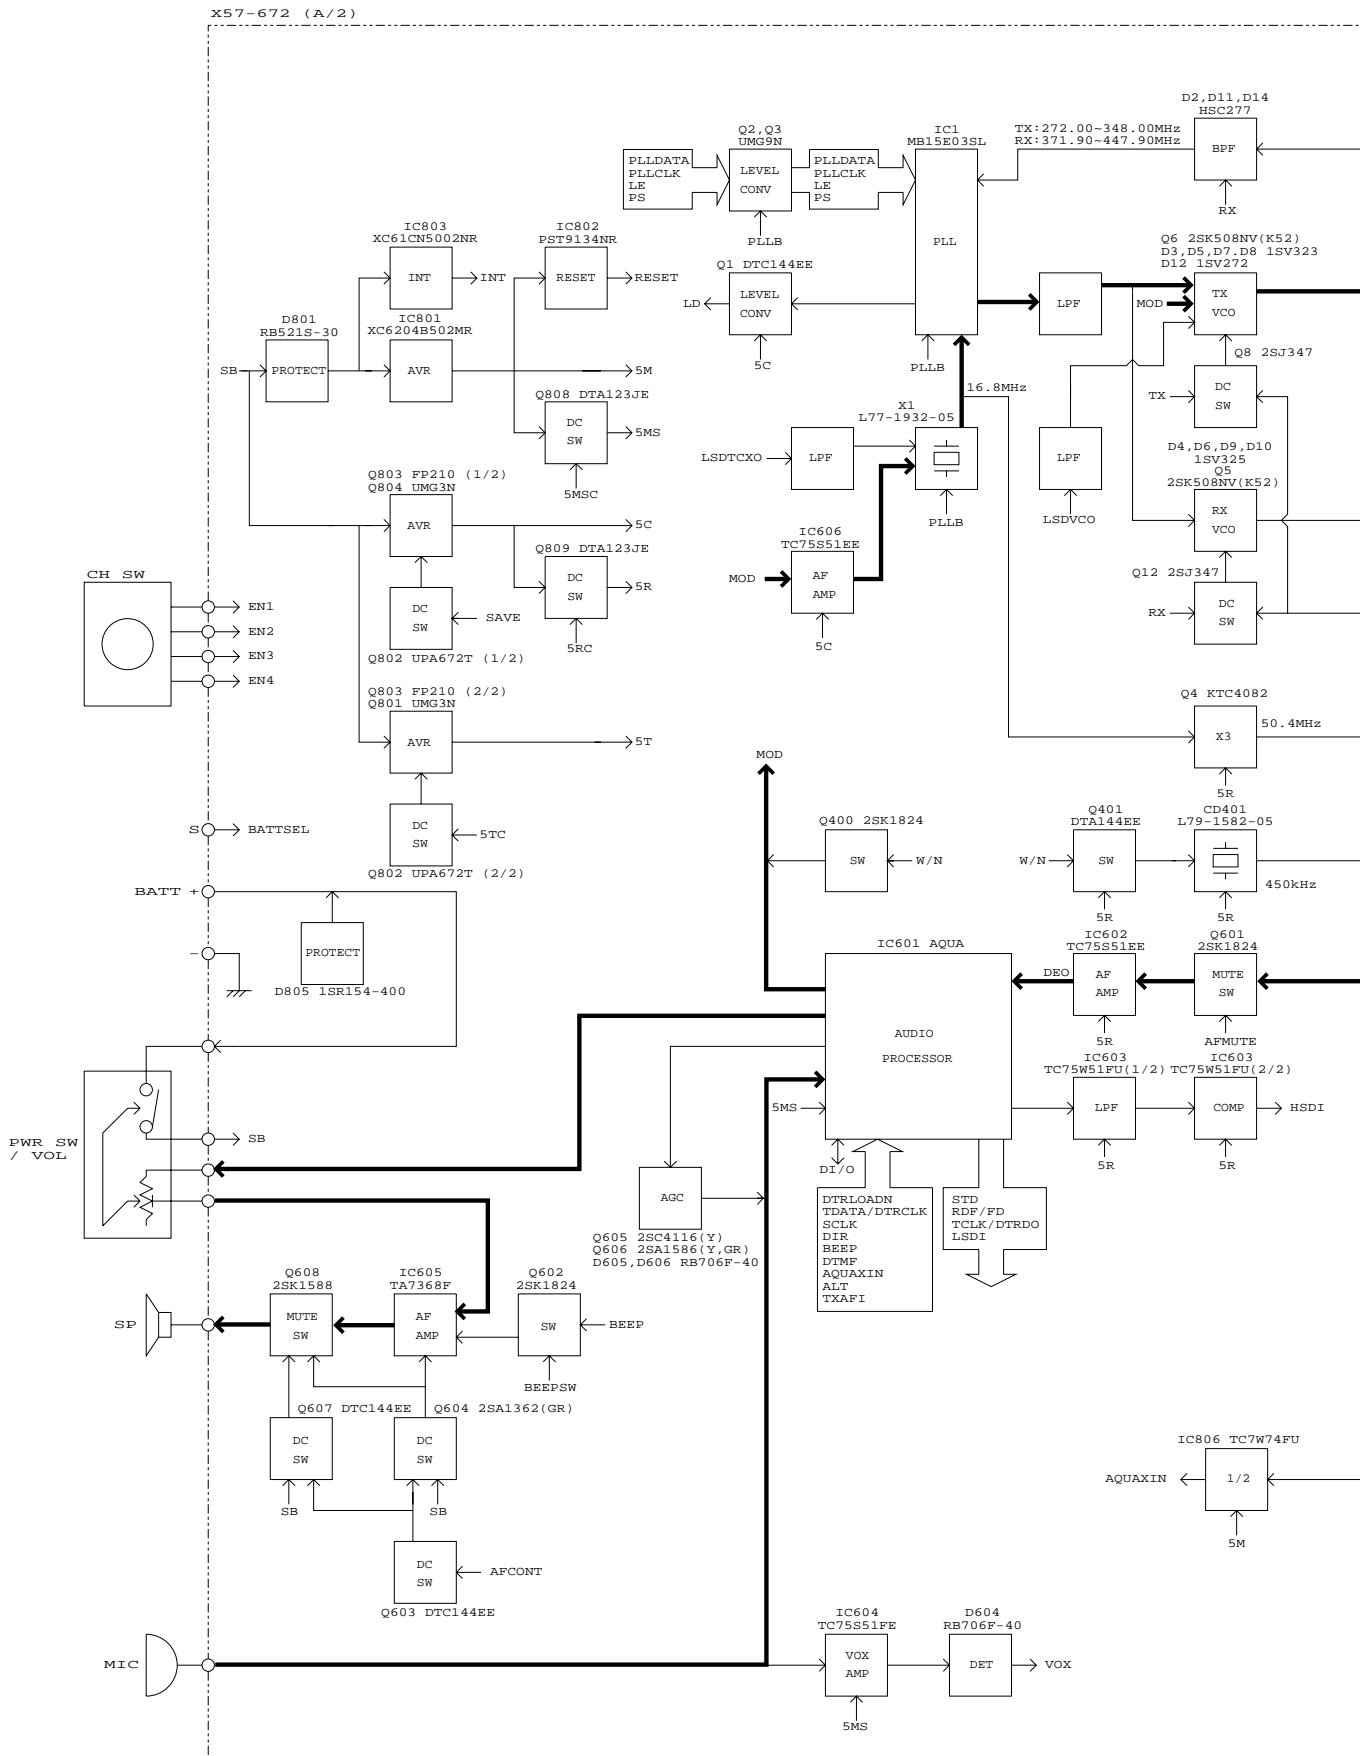 X57-672 (A/2)
D2,D11,D14
HSC277
BPF
RX
TX:272.00~348.00MHz
RX:371.90~447.90MHz
IC1
MB15E03SL
PLL
PLLB
Q2,Q3
UMG9N
PLLDATA
PLLCLK
LE
PS
LEVEL
CONV
PLLDATA
PLLCLK
LE
PS
PLLB
Q1 DTC144EE
LD
LEVEL
CONV
5C
LPF
Q6 2SK508NV(K52)
D3,D5,D7.D8 1SV323
D12 1SV272
MOD
TX
VCO
Q8 2SJ347
TX
DC
SW
IC803
XC61CN5002NR
INT
INT
IC802
PST9134NR
RESET
RESET
D801
RB521S-30
SB
PROTECT
IC801
XC6204B502MR
AVR
5M
Q808 DTA123JE
DC
SW
5MS
5MSC
16.8MHz
X1
L77-1932-05
LSDTCXO
LPF
PLLB
LPF
LSDVCO
D4,D6,D9,D10
1SV325
Q5
2SK508NV(K52)
RX
VCO
Q12 2SJ347
RX
DC
SW
Q803 FP210 (1/2)
Q804 UMG3N
AVR
5C
Q809 DTA123JE
DC
SW
5R
5RC
DC
SW
SAVE
Q802 UPA672T (1/2)
IC606
TC75S51EE
MOD
AF
AMP
5C
CH SW
EN1
EN2
EN3
EN4
Q803 FP210 (2/2)
Q801 UMG3N
AVR
5T
DC
SW
5TC
Q802 UPA672T (2/2)
Q4 KTC4082
X3
50.4MHz
5R
MOD
S
BATTSEL
BATT +
-
PROTECT
D805 1SR154-400
Q400 2SK1824
SW
W/N
Q401
DTA144EE
W/N
SW
5R
CD401
L79-1582-05
450kHz
5R
IC601 AQUA
AUDIO
PROCESSOR
5MS
DI/O
DEO
IC602
TC75S51EE
AF
AMP
5R
Q601
2SK1824
MUTE
SW
AFMUTE
IC603
TC75W51FU(1/2)
LPF
5R
IC603
TC75W51FU(2/2)
COMP
HSDI
5R
PWR SW
/ VOL
SB
AGC
Q605 2SC4116(Y)
Q606 2SA1586(Y,GR)
D605,D606 RB706F-40
DTRLOADN
TDATA/DTRCLK
SCLK
DIR
BEEP
DTMF
AQUAXIN
ALT
TXAFI
STD
RDF/FD
TCLK/DTRDO
LSDI
SP
Q608
2SK1588
MUTE
SW
IC605
TA7368F
AF
AMP
Q602
2SK1824
SW
BEEP
BEEPSW
Q607 DTC144EE
DC
SW
SB
Q604 2SA1362(GR)
DC
SW
SB
DC
SW
AFCONT
Q603 DTC144EE
IC806 TC7W74FU
AQUAXIN
1/2
5M
MIC
IC604
TC75S51FE
VOX
AMP
5MS
D604
RB706F-40
DET
VOX